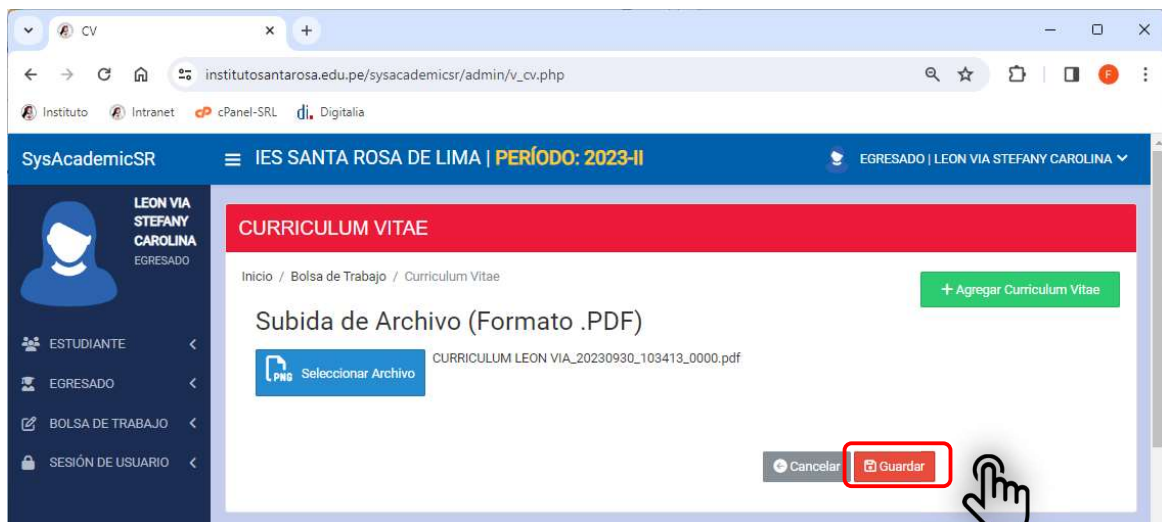 CV
institutosantarosa.edu.pe/sysacademicsr/admin/v_cv.php
F
Instituto Intranet cP cPanel-SRL di. Digitalia
SysAcademicSR IES SANTA ROSA DE LIMA | PERÍODO: 2023-II EGRESADO | LEON VIA STEFANY CAROLINA
LEON VIA
STEFANY
CAROLINA
EGRESADO
ESTUDIANTE
EGRESADO
BOLSA DE TRABAJO
SESIÓN DE USUARIO
CURRICULUM VITAE
Inicio / Bolsa de Trabajo / Curriculum Vitae
+ Agregar Curriculum Vitae
Subida de Archivo (Formato .PDF)
PNG Seleccionar Archivo CURRICULUM LEON VIA_20230930_103413_0000.pdf
Cancelar Guardar